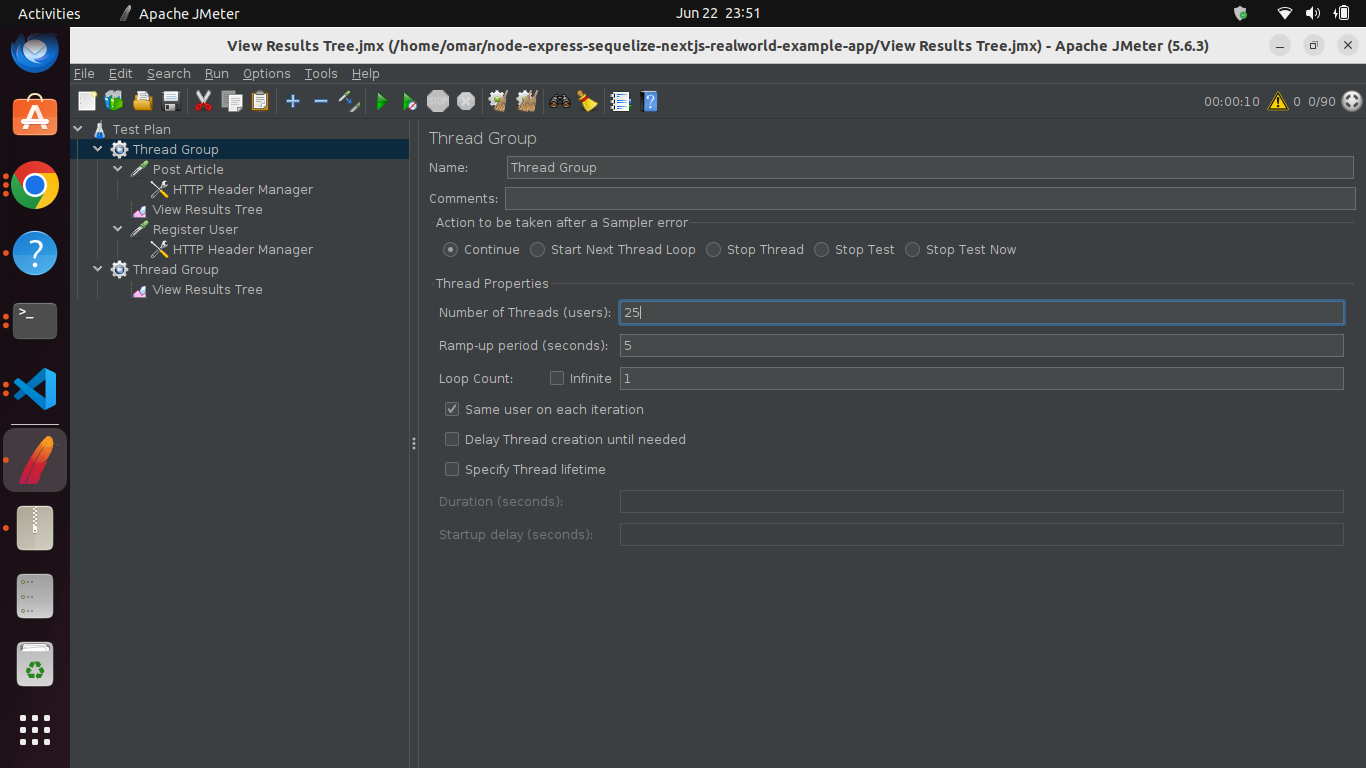 Activities Apache JMeter Jun 22 23:51
View Results Tree.jmx (/home/omar/node-express-sequelize-nextjs-realworld-example-app/View Results Tree.jmx) - Apache JMeter (5.6.3)
File Edit Search Run Options Tools Help
STOP 00:00:10 0 0/90
Test Plan
Thread Group
Post Article
HTTP Header Manager
View Results Tree
Register User
HTTP Header Manager
Thread Group
View Results Tree
Thread Group
Name: Thread Group
Comments:
Action to be taken after a Sampler error
Continue Start Next Thread Loop Stop Thread Stop Test Stop Test Now
Thread Properties
Number of Threads (users): 25
Ramp-up period (seconds): 5
Loop Count: Infinite 1
Same user on each iteration
Delay Thread creation until needed
Specify Thread lifetime
Duration (seconds):
Startup delay (seconds):